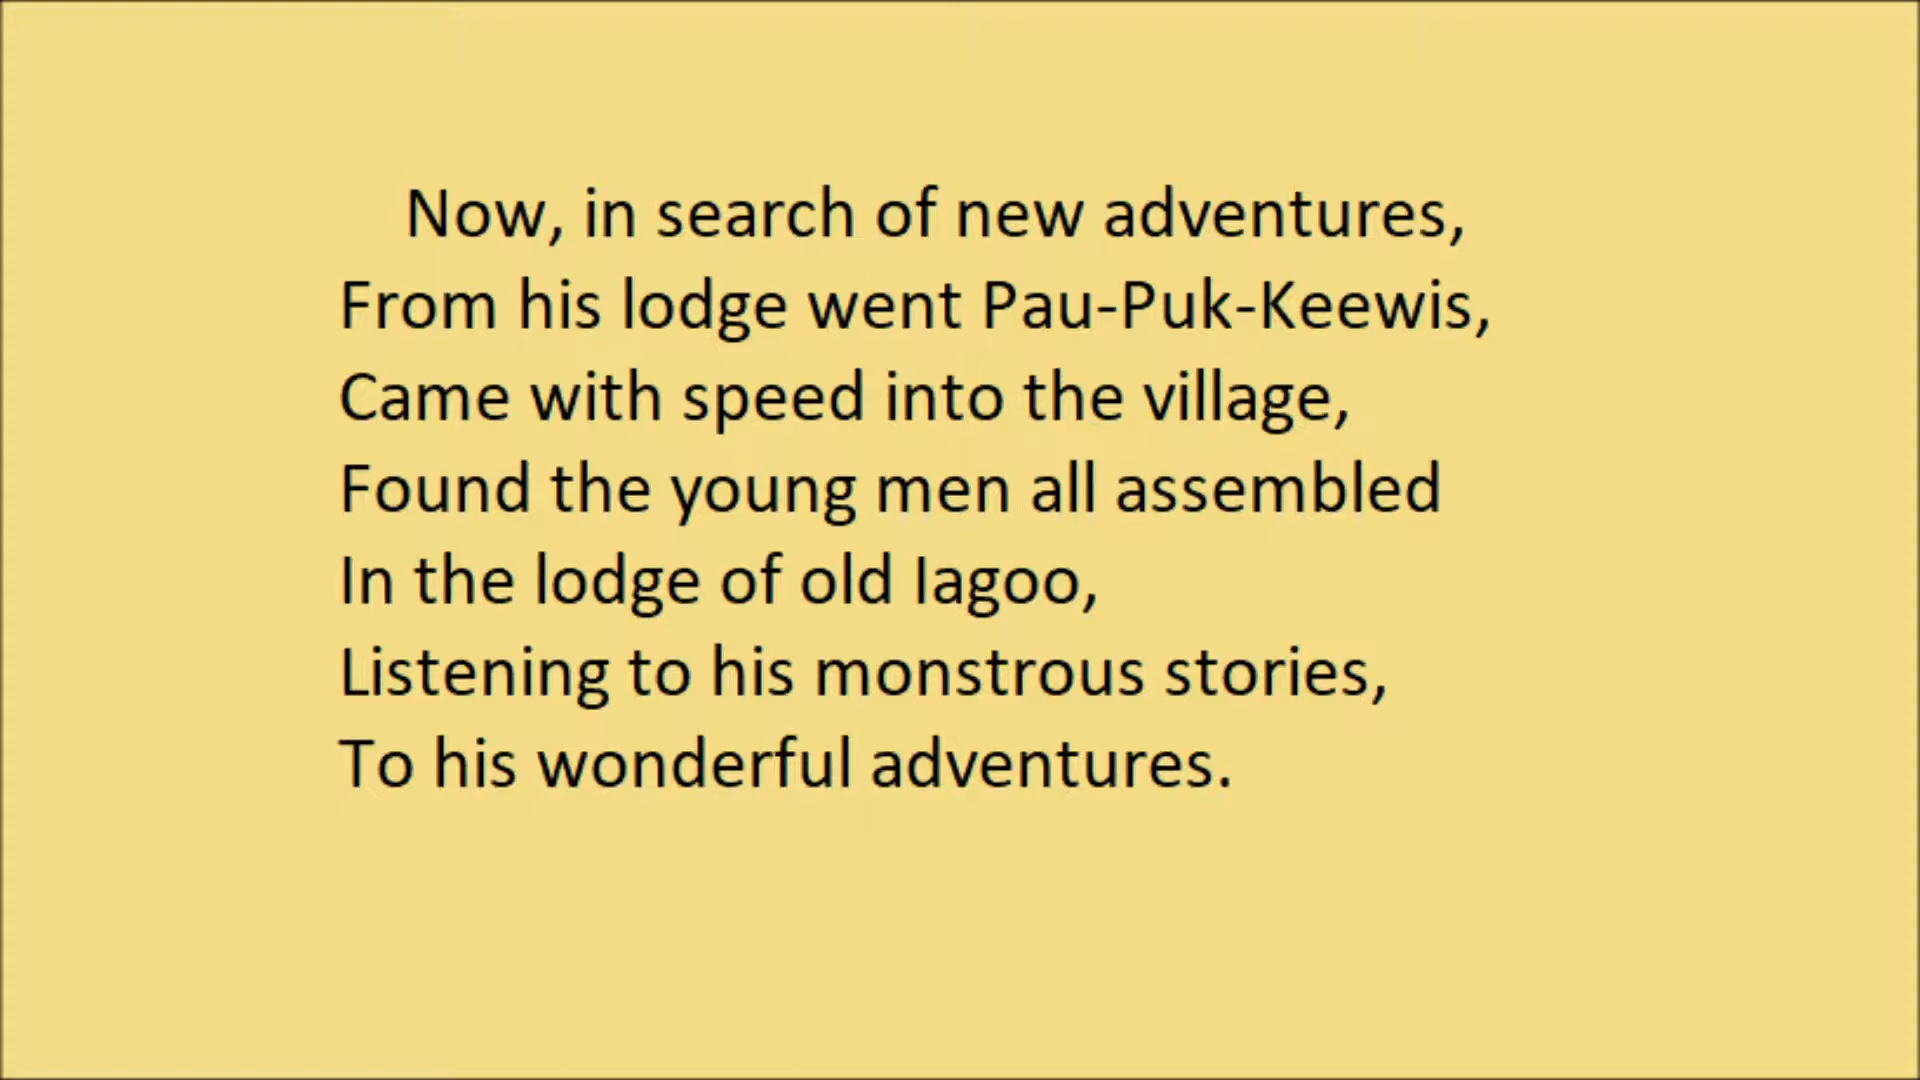 Now, in search of new adventures,
From his lodge went Pau-Puk-Keewis,
Came with speed into the village,
Found the young men all assembled
In the lodge of old Iagoo,
Listening to his monstrous stories,
To his wonderful adventures.